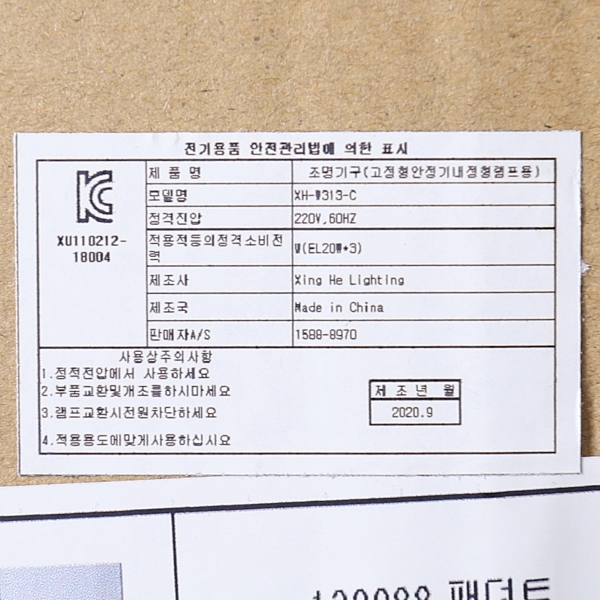 전기용품 안전관리법에 의한 표시
KC
XU110212-
18004
제 품 명 조명기구(고정형안정기내장형램프용)
모델명 XH-W313-C
정격진압 220V,60HZ
적용적등의정격소비전
력 W(EL20W*3)
제조사 Xing He Lighting
제조국 Made in China
판매자A/S 1588-8970
사용상주의사항
1.정적전압에서 사용하세요
2.부품교환및개조를하시마세요
3.램프교환시전원차단하세요
4.적용용도에맞게사용하십시요
제 조 년 월
2020.9